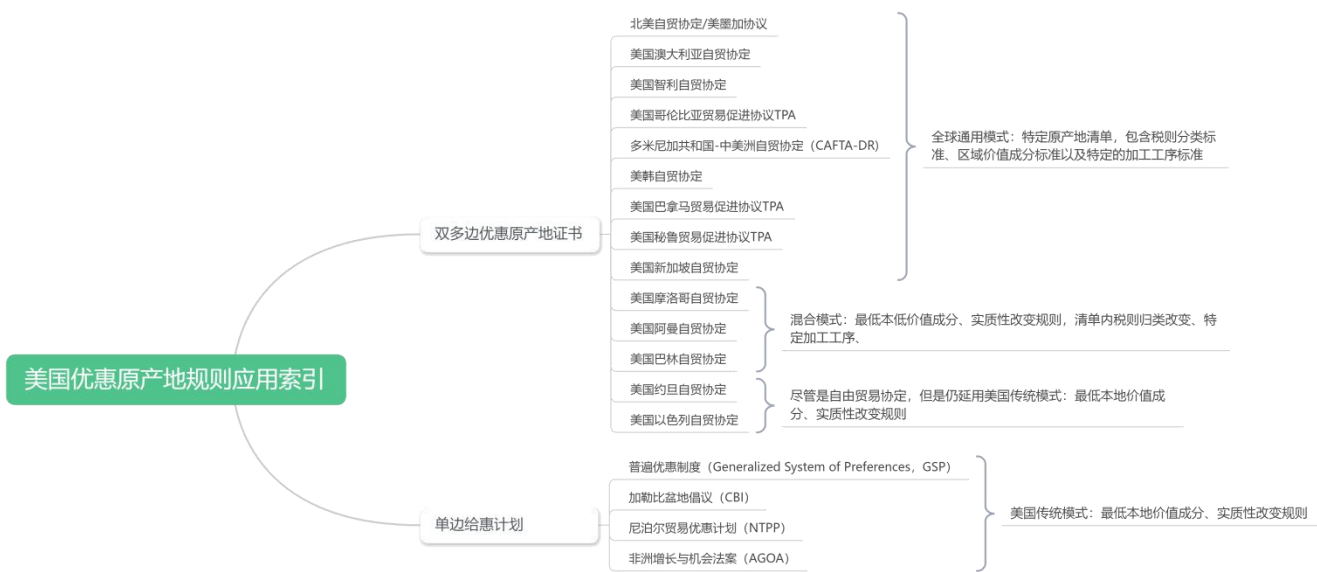 美国优惠原产地规则应用索引
双多边优惠原产地证书
北美自贸协定/美墨加协议
美国澳大利亚自贸协定
美国智利自贸协定
美国哥伦比亚贸易促进协议TPA
多米尼加共和国-中美洲自贸协定（CAFTA-DR)
美韩自贸协定
美国巴拿马贸易促进协议TPA
美国秘鲁贸易促进协议TPA
美国新加坡自贸协定
全球通用模式：特定原产地清单，包含税则分类标
准、区域价值成分标准以及特定的加工工序标准
美国摩洛哥自贸协定
美国阿曼自贸协定
美国巴林自贸协定
混合模式：最低本低价值成分、实质性改变规则，清单内税则归类改变、特
定加工工序、
美国约旦自贸协定
美国以色列自贸协定
尽管是自由贸易协定，但是仍延用美国传统模式：最低本地价值成
分、实质性改变规则
单边给惠计划
普遍优惠制度（Generalized System of Preferences，GSP）
加勒比盆地倡议（CBI）
尼泊尔贸易优惠计划（NTPP）
非洲增长与机会法案（AGOA）
美国传统模式：最低本地价值成分、实质性改变规则